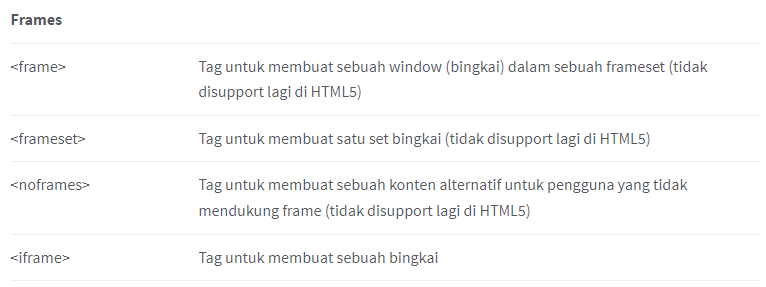 Frames
<frame> Tag untuk membuat sebuah window (bingkai) dalam sebuah frameset (tidak
disupport lagi di HTML5)
<frameset> Tag untuk membuat satu set bingkai (tidak disupport lagi di HTML5)
<noframes> Tag untuk membuat sebuah konten alternatif untuk pengguna yang tidak
mendukung frame (tidak disupport lagi di HTML5)
<iframe> Tag untuk membuat sebuah bingkai